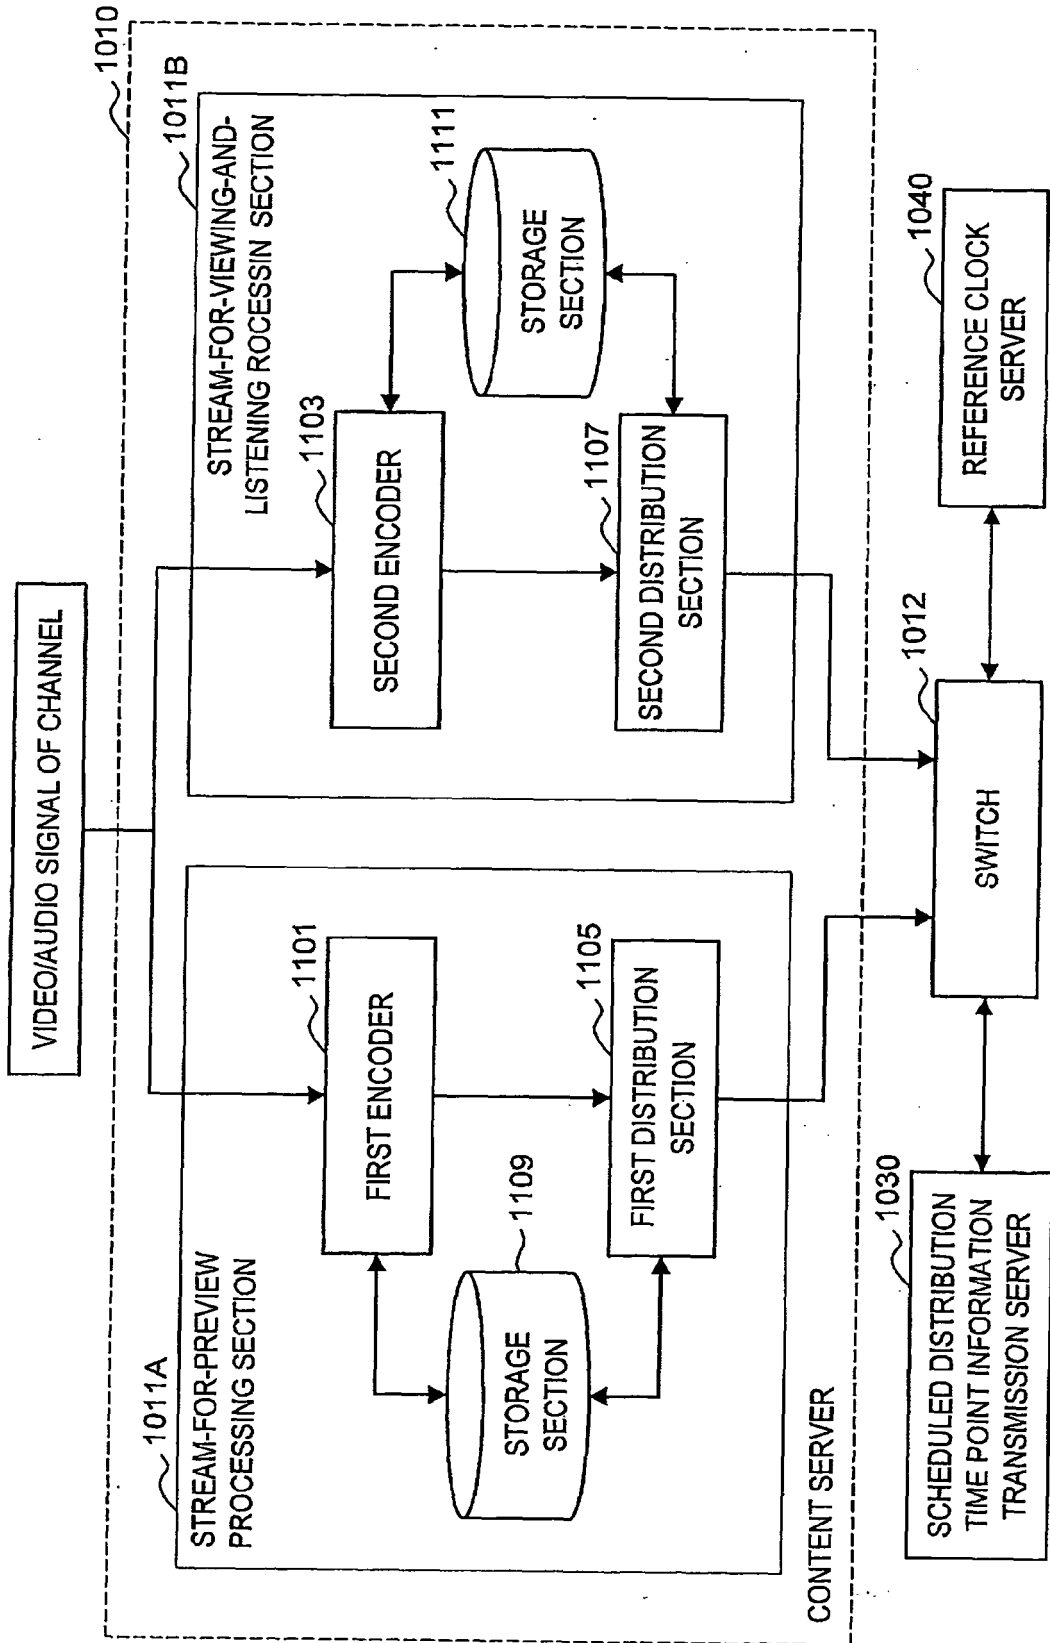 VIDEO/AUDIO SIGNAL OF CHANNEL
1010
1011A
STREAM-FOR-PREVIEW
PROCESSING SECTION
1101
FIRST ENCODER
1109
STORAGE
SECTION
1105
FIRST DISTRIBUTION
SECTION
1011B
STREAM-FOR-VIEWING-AND-
LISTENING ROCESSIN SECTION
1103
SECOND ENCODER
1111
STORAGE
SECTION
1107
SECOND DISTRIBUTION
SECTION
CONTENT SERVER
1030
SCHEDULED DISTRIBUTION
TIME POINT INFORMATION
TRANSMISSION SERVER
1012
SWITCH
1040
REFERENCE CLOCK
SERVER